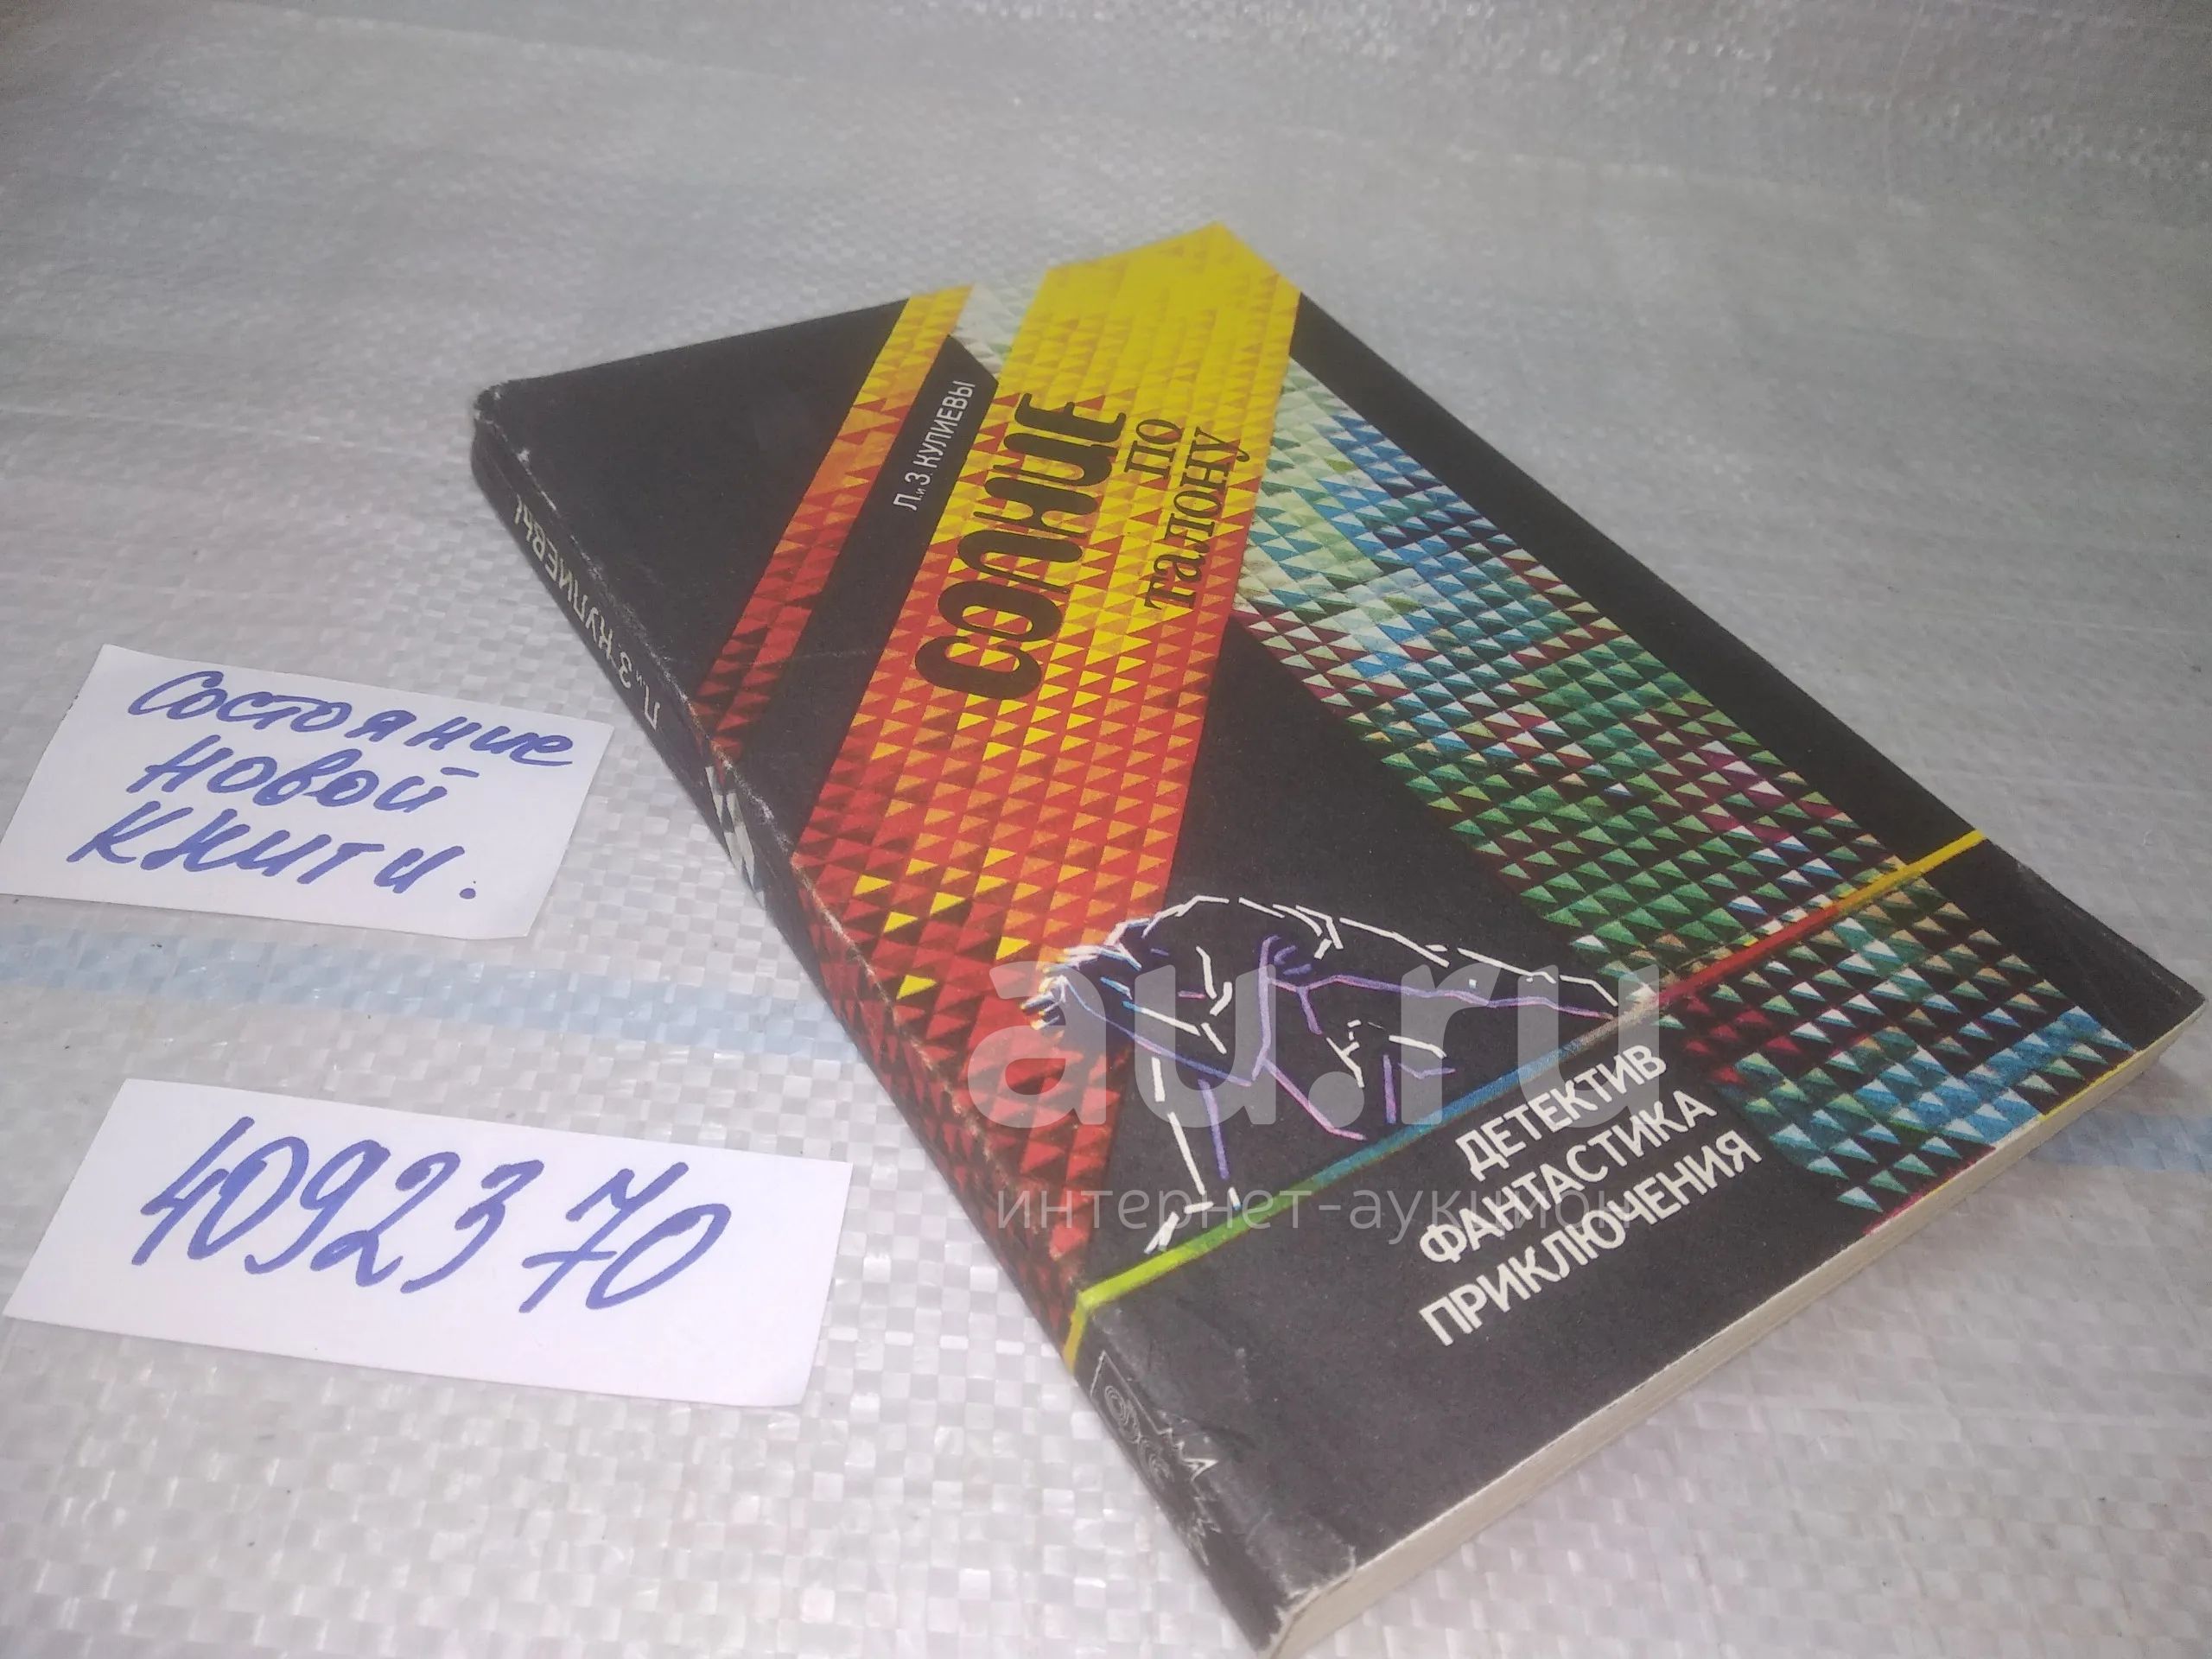 Л.и З. КУЛИЕВЫ
СОЛНЦЕ
по
талону
Л.и З. КУЛИЕВЫ
состояние
новой
книги.
4092370
au.ru
интернет-аукцион
ДЕТЕКТИВ
ФАНТАСТИКА
ПРИКЛЮЧЕНИЯ